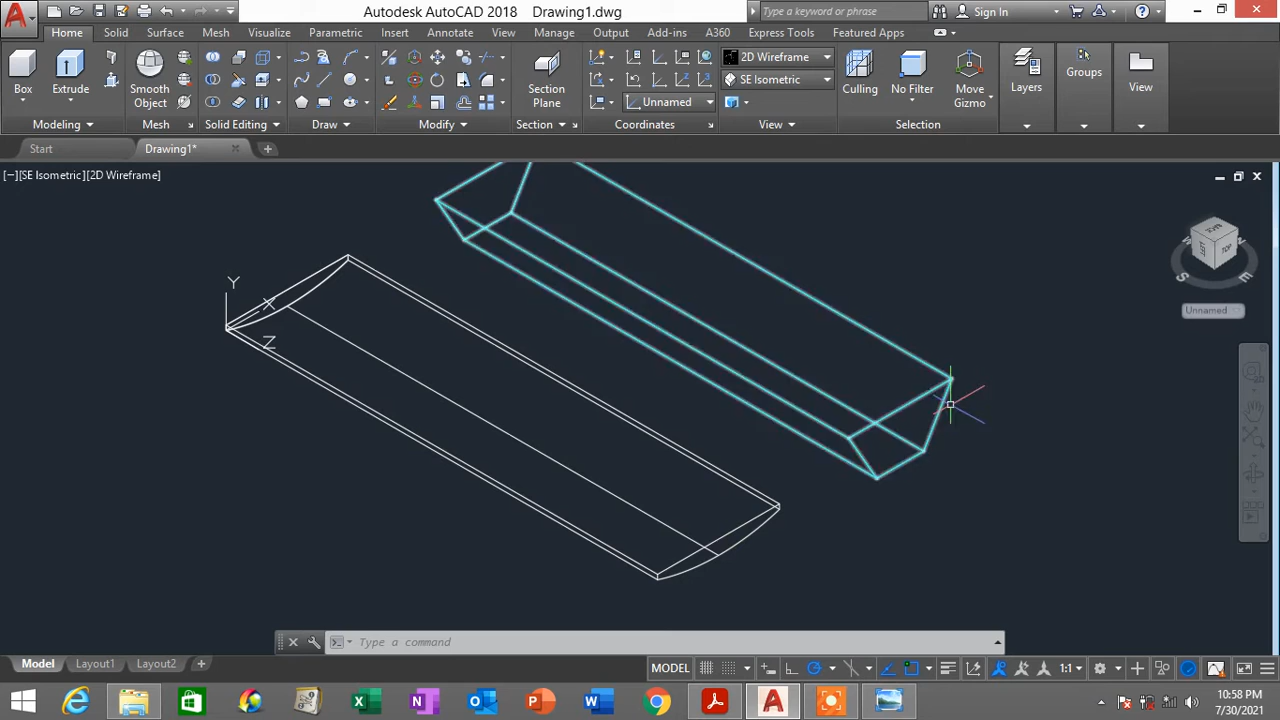 Autodesk AutoCAD 2018 Drawing1.dwg
Type a keyword or phrase
Sign In
Home Solid Surface Mesh Visualize Parametric Insert Annotate View Manage Output Add-ins A360 Express Tools Featured Apps
Box
Extrude
Smooth
Object
Section
Plane
2D Wireframe
SE Isometric
Unnamed
Culling
No Filter
Move
Gizmo
Layers
Groups
View
Modeling
Mesh
Solid Editing
Draw
Modify
Section
Coordinates
View
Selection
Start
Drawing1*
[−][SE Isometric][2D Wireframe]
Y
X
Z
TOP
S
E
Unnamed
Type a command
Model
Layout1
Layout2
MODEL
1:1
10:58 PM
7/30/2021